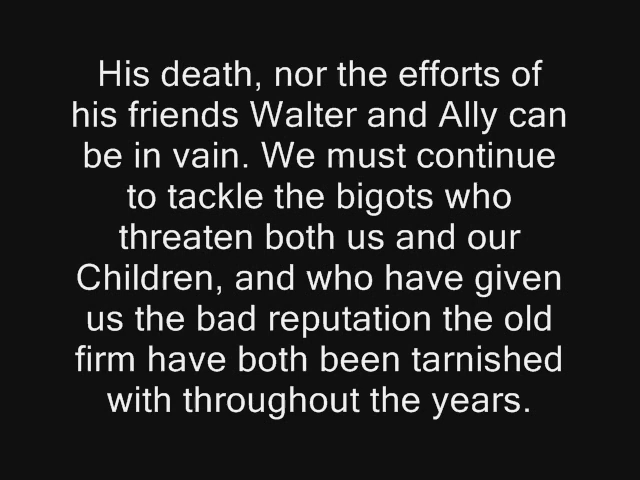 His death, nor the efforts of
his friends Walter and Ally can
be in vain. We must continue
to tackle the bigots who
threaten both us and our
Children, and who have given
us the bad reputation the old
firm have both been tarnished
with throughout the years.